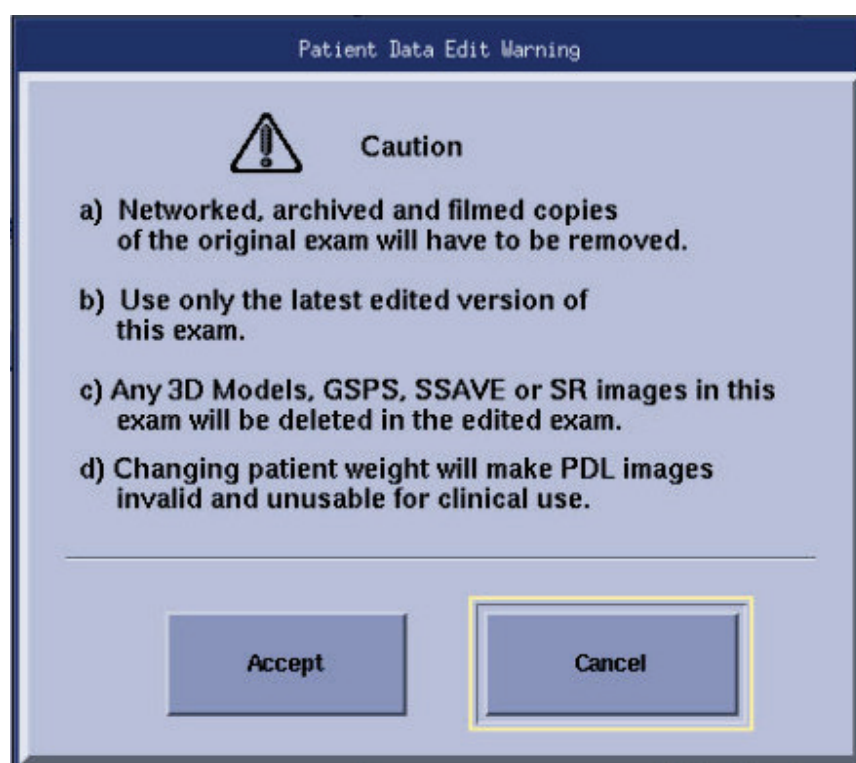 Patient Data Edit Warning
Caution
a) Networked, archived and filmed copies
of the original exam will have to be removed.
b) Use only the latest edited version of
this exam.
c) Any 3D Models, GSPS, SSAVE or SR images in this
exam will be deleted in the edited exam.
d) Changing patient weight will make PDL images
invalid and unusable for clinical use.
Accept
Cancel